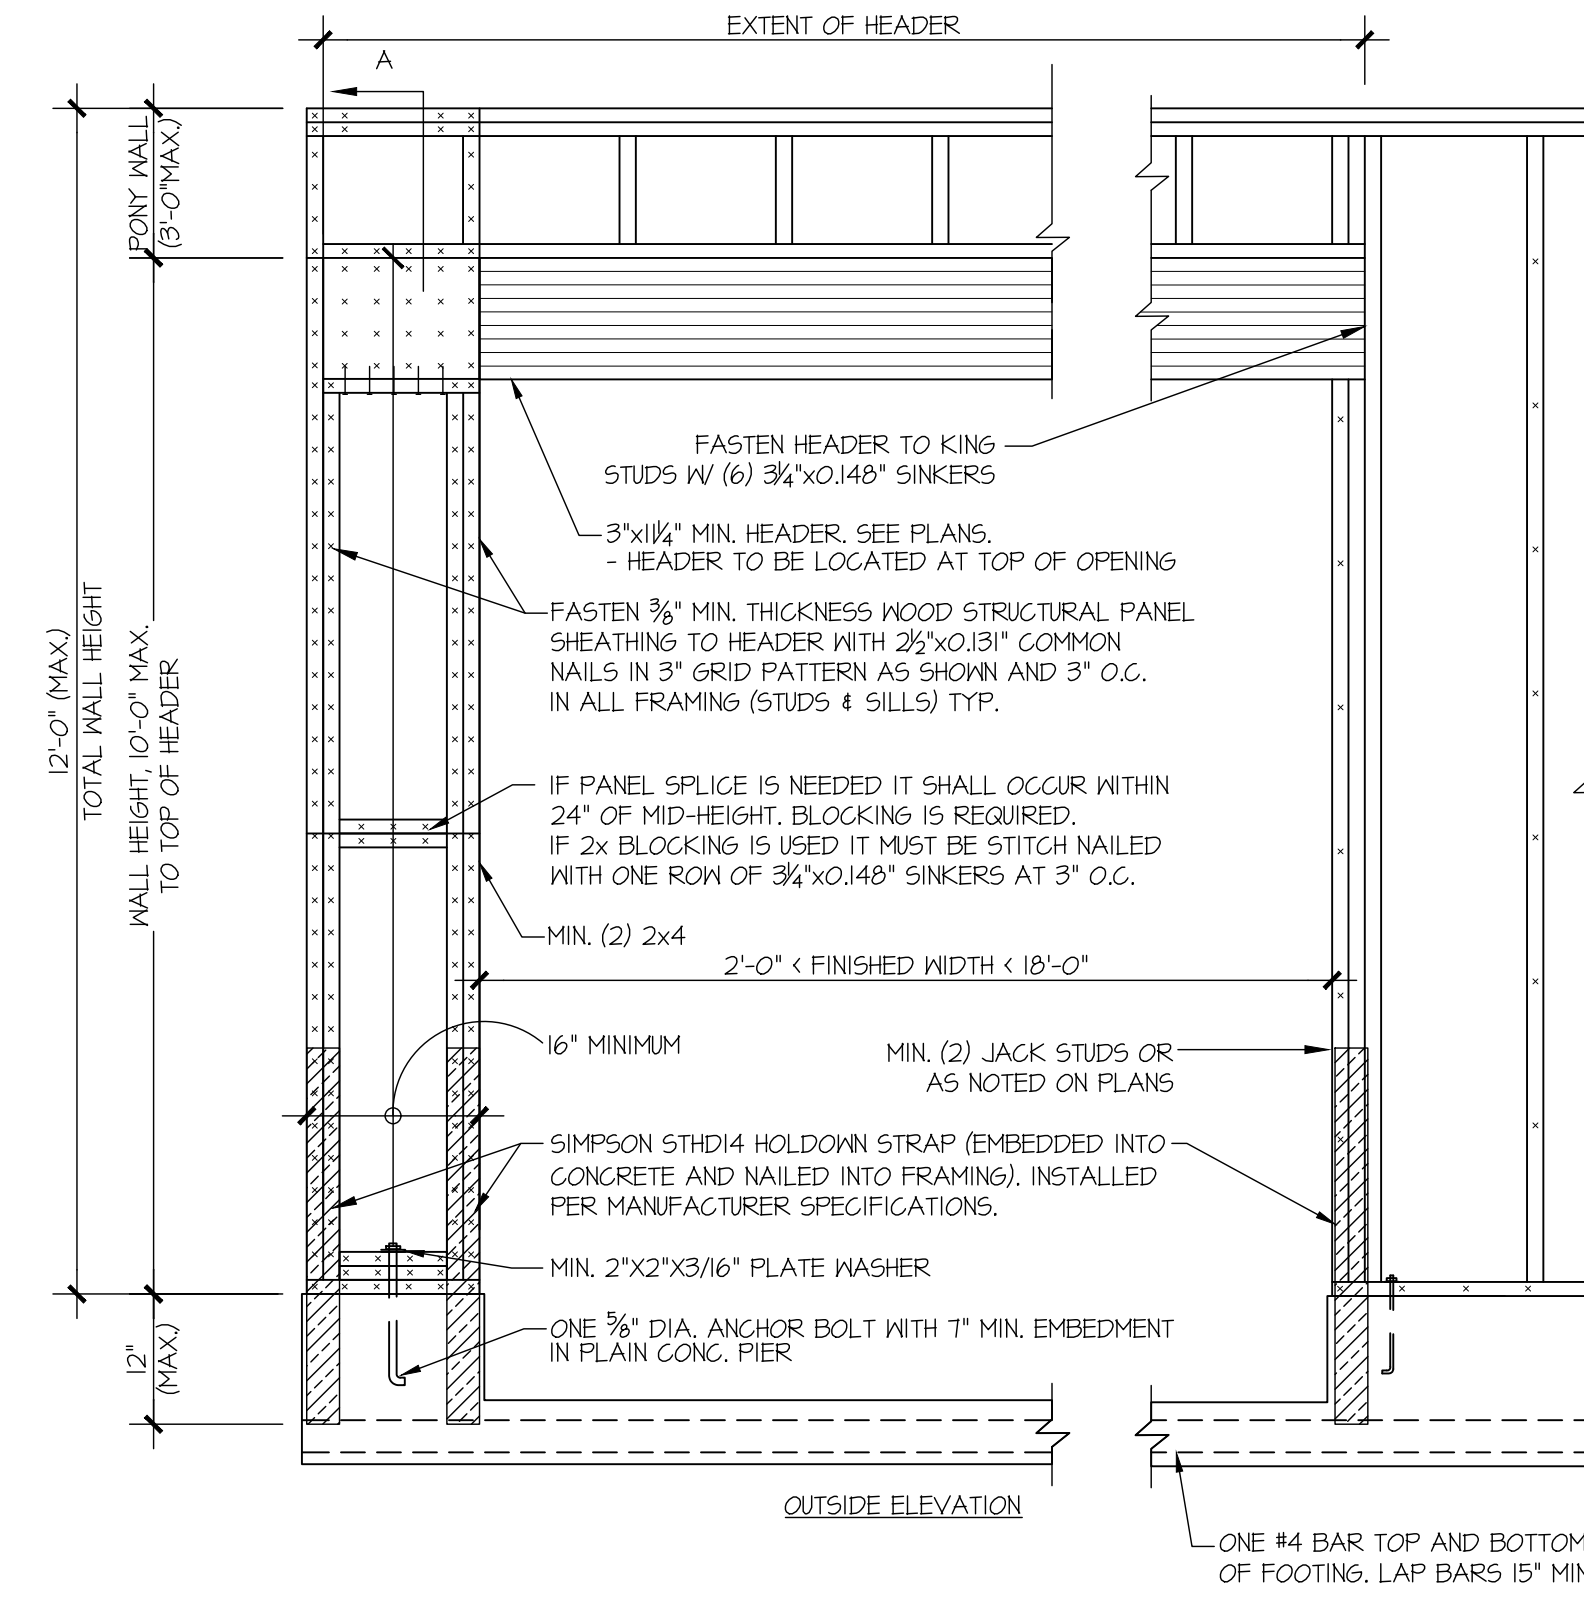 EXTENT OF HEADER
A
PONY WALL
(3'-0"MAX.)
12'-0" (MAX.)
TOTAL WALL HEIGHT
WALL HEIGHT, 10'-0" MAX.
TO TOP OF HEADER
FASTEN HEADER TO KING
STUDS W/ (6) 3¼"x0.148" SINKERS
3"x11¼" MIN. HEADER. SEE PLANS.
- HEADER TO BE LOCATED AT TOP OF OPENING
FASTEN ⅜" MIN. THICKNESS WOOD STRUCTURAL PANEL
SHEATHING TO HEADER WITH 2½"x0.131" COMMON
NAILS IN 3" GRID PATTERN AS SHOWN AND 3" O.C.
IN ALL FRAMING (STUDS & SILLS) TYP.
IF PANEL SPLICE IS NEEDED IT SHALL OCCUR WITHIN
24" OF MID-HEIGHT. BLOCKING IS REQUIRED.
IF 2x BLOCKING IS USED IT MUST BE STITCH NAILED
WITH ONE ROW OF 3¼"x0.148" SINKERS AT 3" O.C.
MIN. (2) 2x4
2'-0" < FINISHED WIDTH < 18'-0"
16" MINIMUM
MIN. (2) JACK STUDS OR
AS NOTED ON PLANS
SIMPSON STHD14 HOLDOWN STRAP (EMBEDDED INTO
CONCRETE AND NAILED INTO FRAMING). INSTALLED
PER MANUFACTURER SPECIFICATIONS.
MIN. 2"X2"X3/16" PLATE WASHER
ONE ⅝" DIA. ANCHOR BOLT WITH 7" MIN. EMBEDMENT
IN PLAIN CONC. PIER
12"
(MAX.)
OUTSIDE ELEVATION
ONE #4 BAR TOP AND BOTTOM
OF FOOTING. LAP BARS 15" MIN